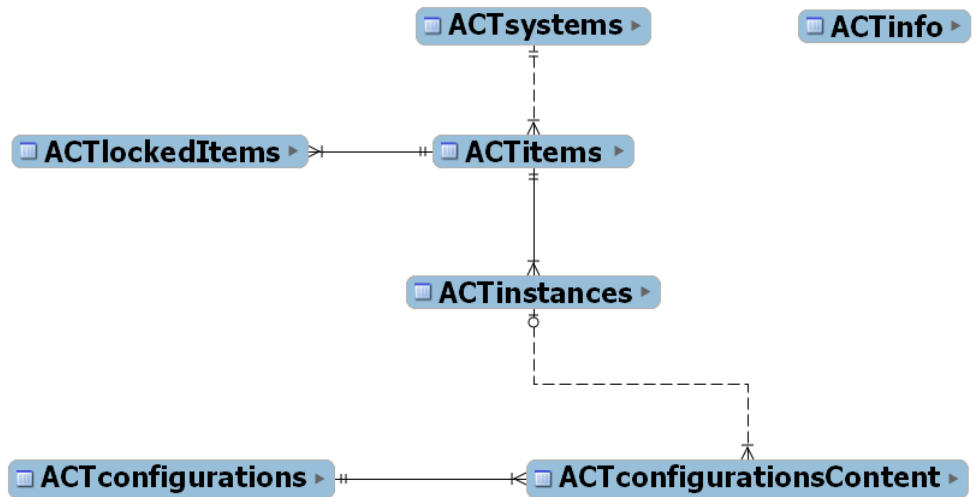 ACTsystems
ACTinfo
ACTlockedItems
ACTitems
ACTinstances
ACTconfigurations
ACTconfigurationsContent